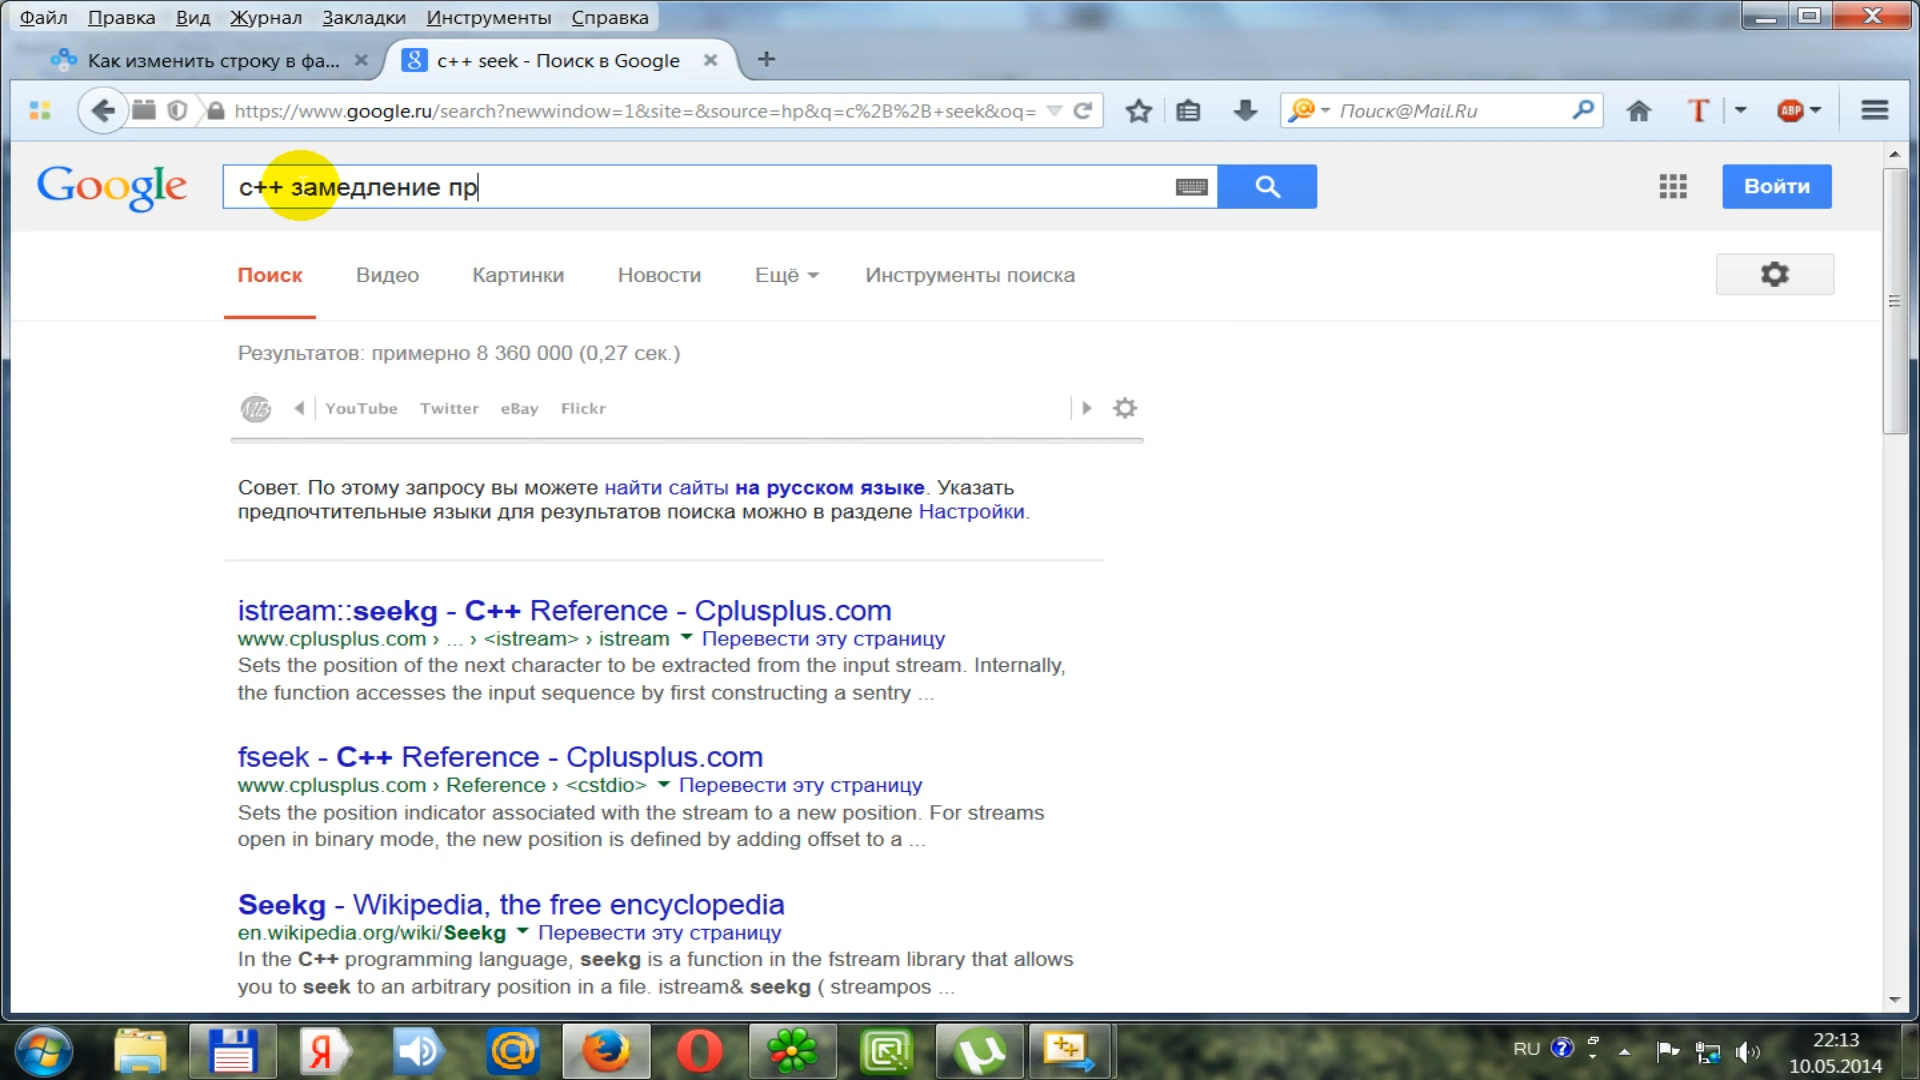 Файл Правка Вид Журнал Закладки Инструменты Справка
Как изменить строку в фа...
8 c++ seek - Поиск в Google
https://www.google.ru/search?newwindow=1&site=&source=hp&q=c%2B%2B+seek&oq=
Поиск@Mail.Ru
T
ABP
Google
с++ замедление пр
Войти
Поиск Видео Картинки Новости Ещё Инструменты поиска
Результатов: примерно 8 360 000 (0,27 сек.)
YouTube Twitter eBay Flickr
Совет. По этому запросу вы можете найти сайты на русском языке. Указать
предпочтительные языки для результатов поиска можно в разделе Настройки.
istream::seekg - C++ Reference - Cplusplus.com
www.cplusplus.com › ... › <istream> › istream Перевести эту страницу
Sets the position of the next character to be extracted from the input stream. Internally,
the function accesses the input sequence by first constructing a sentry ...
fseek - C++ Reference - Cplusplus.com
www.cplusplus.com › Reference › <cstdio> Перевести эту страницу
Sets the position indicator associated with the stream to a new position. For streams
open in binary mode, the new position is defined by adding offset to a ...
Seekg - Wikipedia, the free encyclopedia
en.wikipedia.org/wiki/Seekg Перевести эту страницу
In the C++ programming language, seekg is a function in the fstream library that allows
you to seek to an arbitrary position in a file. istream& seekg ( streampos ...
Я
RU
22:13
10.05.2014